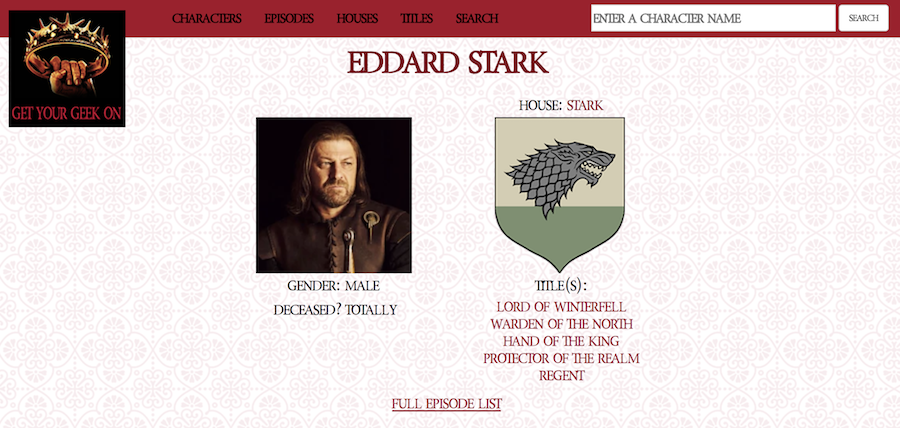 CHARACTERS EPISODES HOUSES TITLES SEARCH
ENTER A CHARACIER NAME
SEARCH
GET YOUR GEEK ON
EDDARD STARK
HOUSE: STARK
GENDER: MALE
DECEASED? TOTALLY
TITLE(S):
LORD OF WINTERFELL
WARDEN OF THE NORTH
HAND OF THE KING
PROTECTOR OF THE REALM
REGENT
FULL EPISODE LIST